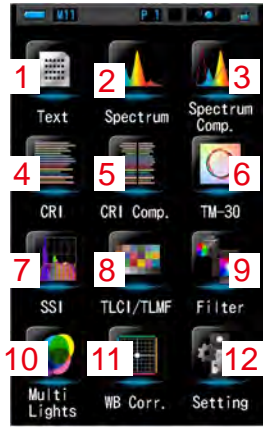 M11 P 1
1 2 3
Text Spectrum Spectrum Comp.
4 5 6
CRI CRI Comp. TM-30
7 8 9
SSI TLCI/TLMF Filter
10 11 12
Multi Lights WB Corr. Setting